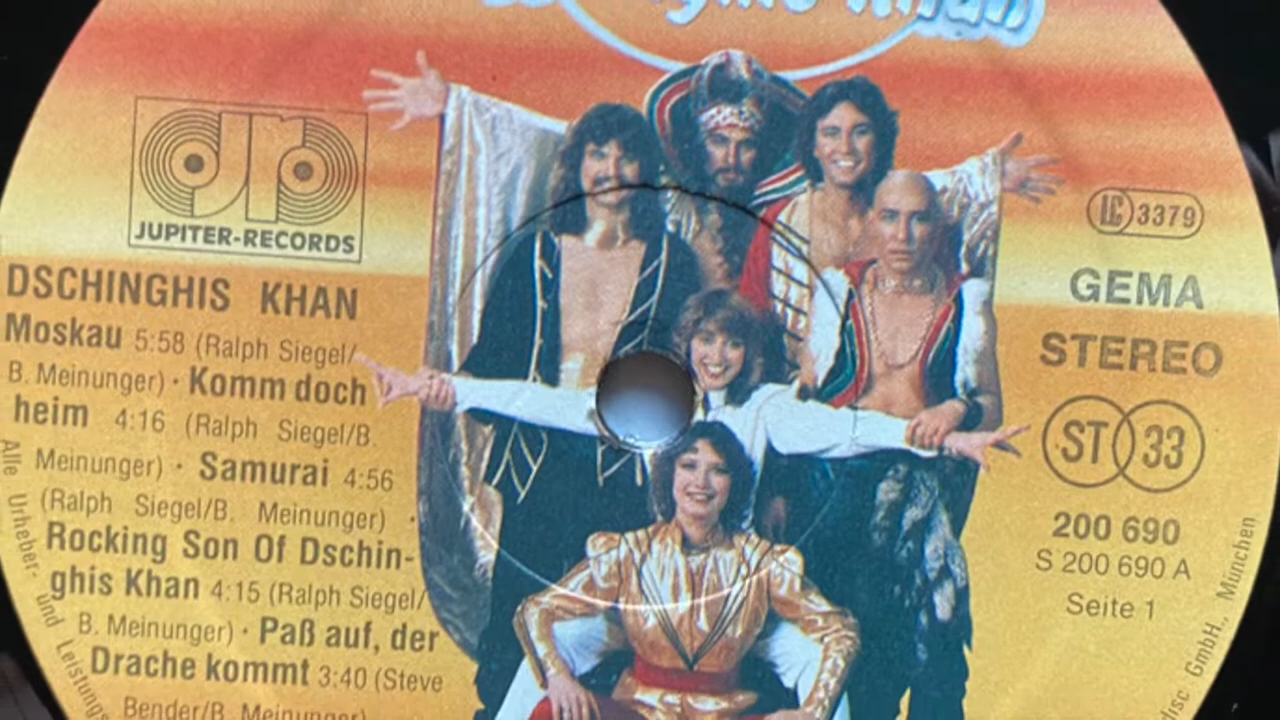 JUPITER-RECORDS
DSCHINGHIS KHAN
Moskau 5:58 (Ralph Siegel/
B. Meinunger) · Komm doch
heim 4:16 (Ralph Siegel/B.
Meinunger) · Samurai 4:56
(Ralph Siegel/B. Meinunger) ·
Rocking Son Of Dschin-
ghis Khan 4:15 (Ralph Siegel/
B. Meinunger) · Paß auf, der
Drache kommt 3:40 (Steve
Bender/B. Meinunger)
Alle Urheber- und Leistungs
LC 3379
GEMA
STEREO
ST 33
200 690
S 200 690 A
Seite 1
GmbH., München